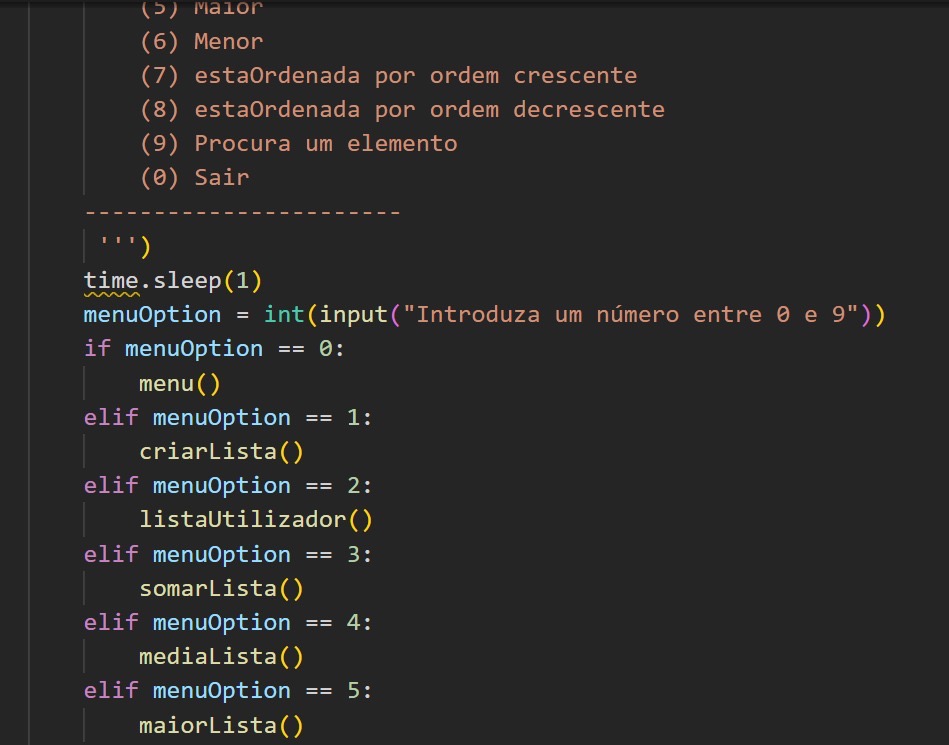 (5) Maior
(6) Menor
(7) estaOrdenada por ordem crescente
(8) estaOrdenada por ordem decrescente
(9) Procura um elemento
(0) Sair
-----------------------
''')
time.sleep(1)
menuOption = int(input("Introduza um número entre 0 e 9"))
if menuOption == 0:
menu()
elif menuOption == 1:
criarLista()
elif menuOption == 2:
listaUtilizador()
elif menuOption == 3:
somarLista()
elif menuOption == 4:
mediaLista()
elif menuOption == 5:
maiorLista()